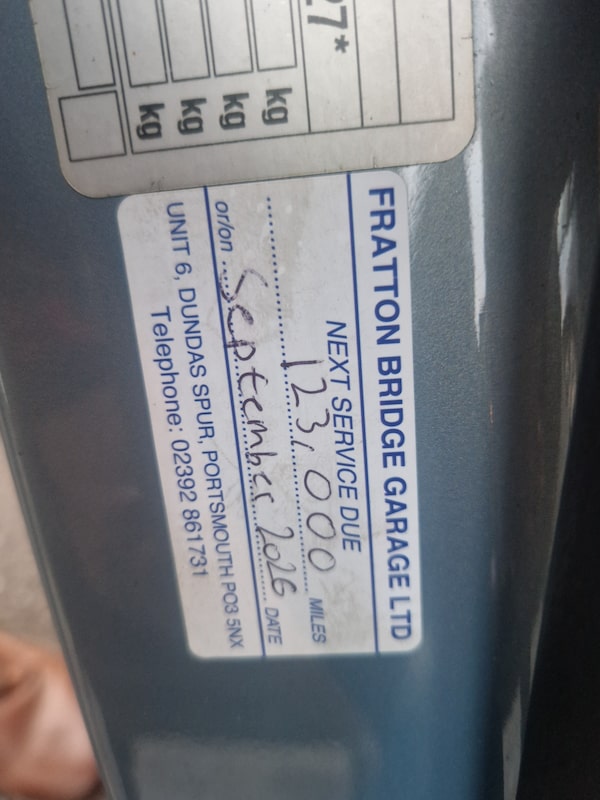 27*
kg
kg
kg
kg
FRATTON BRIDGE GARAGE LTD
NEXT SERVICE DUE
123,000 MILES
or/on September 2026 DATE
UNIT 6, DUNDAS SPUR, PORTSMOUTH PO3 5NX
Telephone: 02392 861731